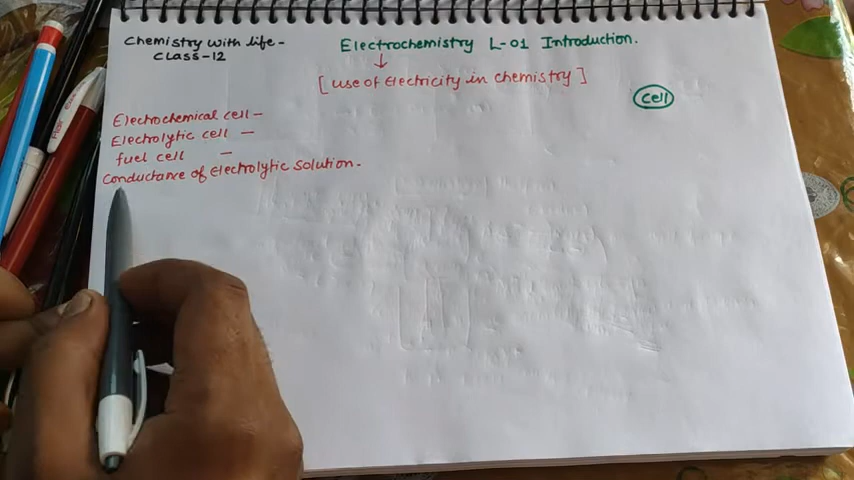 Chemistry with life-
Class-12
Electrochemistry L-01 Introduction.
[ use of Electricity in chemistry ]
cell
Electrochemical cell -
Electrolytic cell -
fuel cell -
Conductance of Electrolytic Solution.